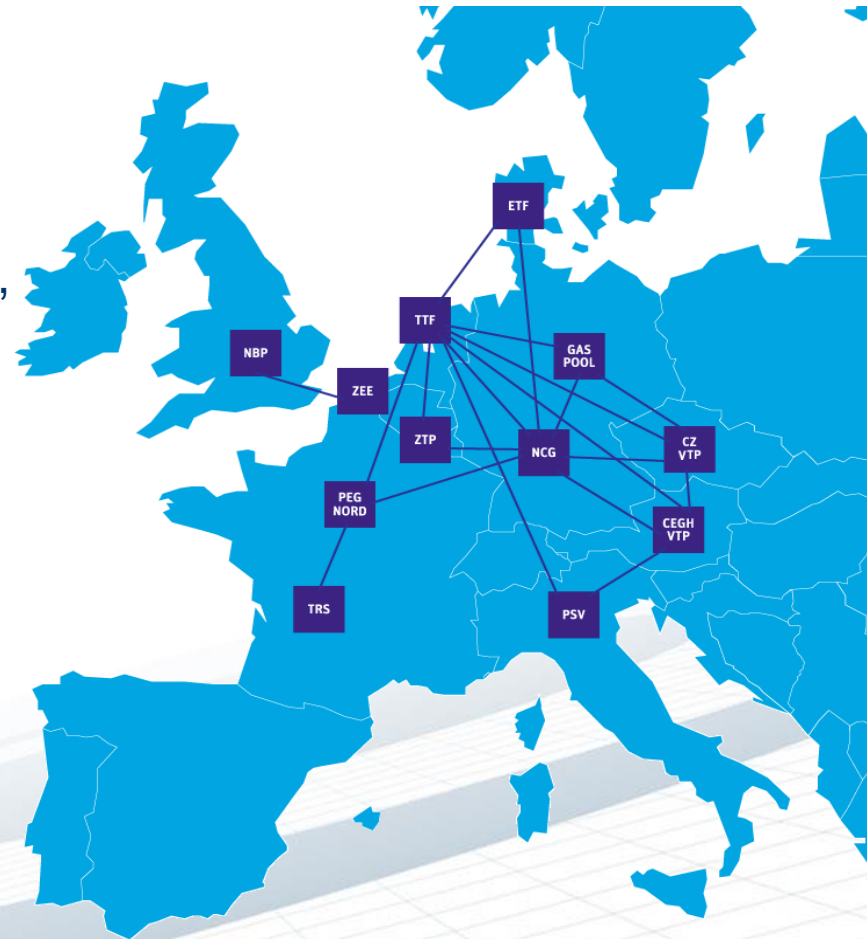 ETF
,
TTF
NBP
GAS
POOL
ZEE
ZTP
NCG
CZ
VTP
PEG
NORD
CEGH
VTP
TRS
PSV